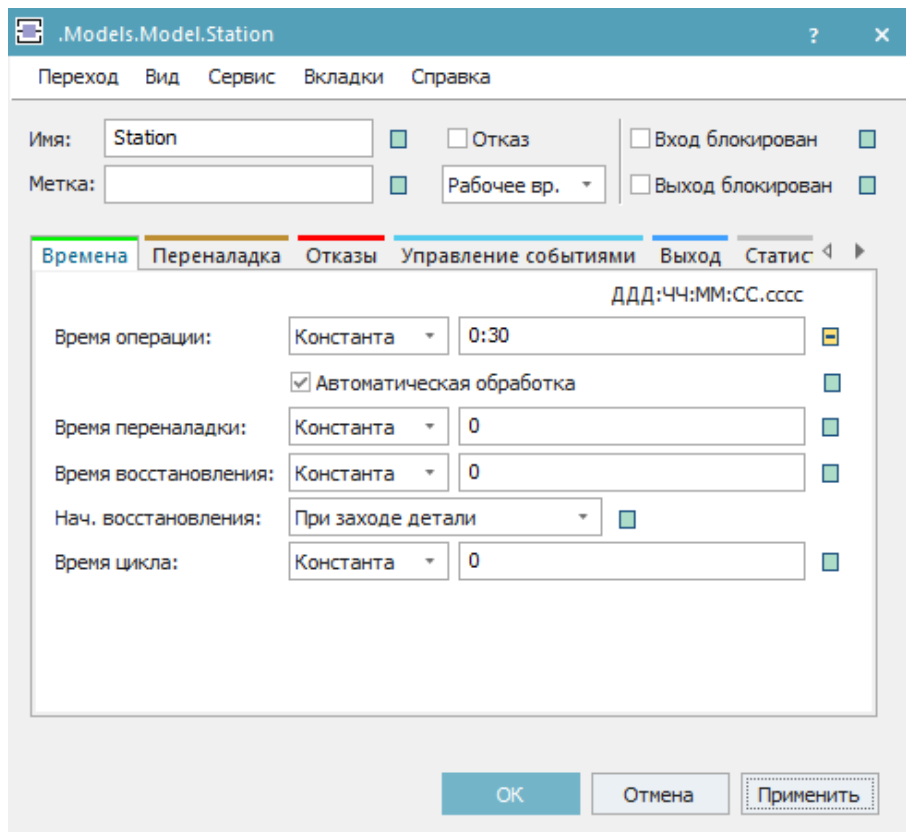 .Models.Model.Station ? ×
Переход Вид Сервис Вкладки Справка
Имя: Station Отказ Вход блокирован
Метка: Рабочее вр. Выход блокирован
Времена Переналадка Отказы Управление событиями Выход Статис
ДДД:ЧЧ:ММ:СС.сссс
Время операции: Константа 0:30
Автоматическая обработка
Время переналадки: Константа 0
Время восстановления: Константа 0
Нач. восстановления: При заходе детали
Время цикла: Константа 0
OK Отмена Применить